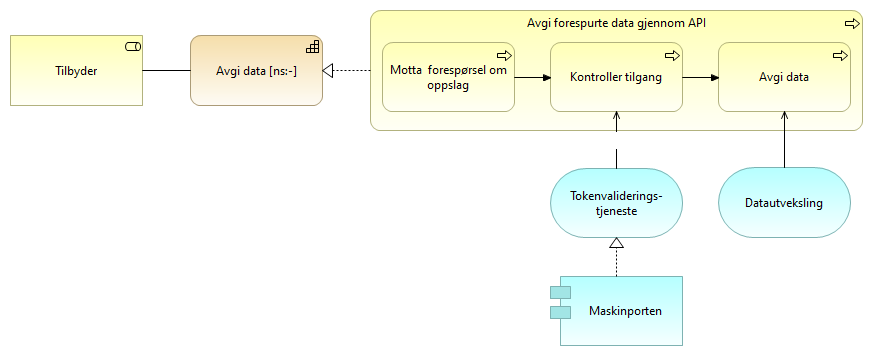 Avgi forespurte data gjennom API
Tilbyder
Avgi data [ns:-]
Motta  forespørsel om
oppslag
Kontroller tilgang
Avgi data
Tokenvaliderings-
tjeneste
Datautveksling
Maskinporten